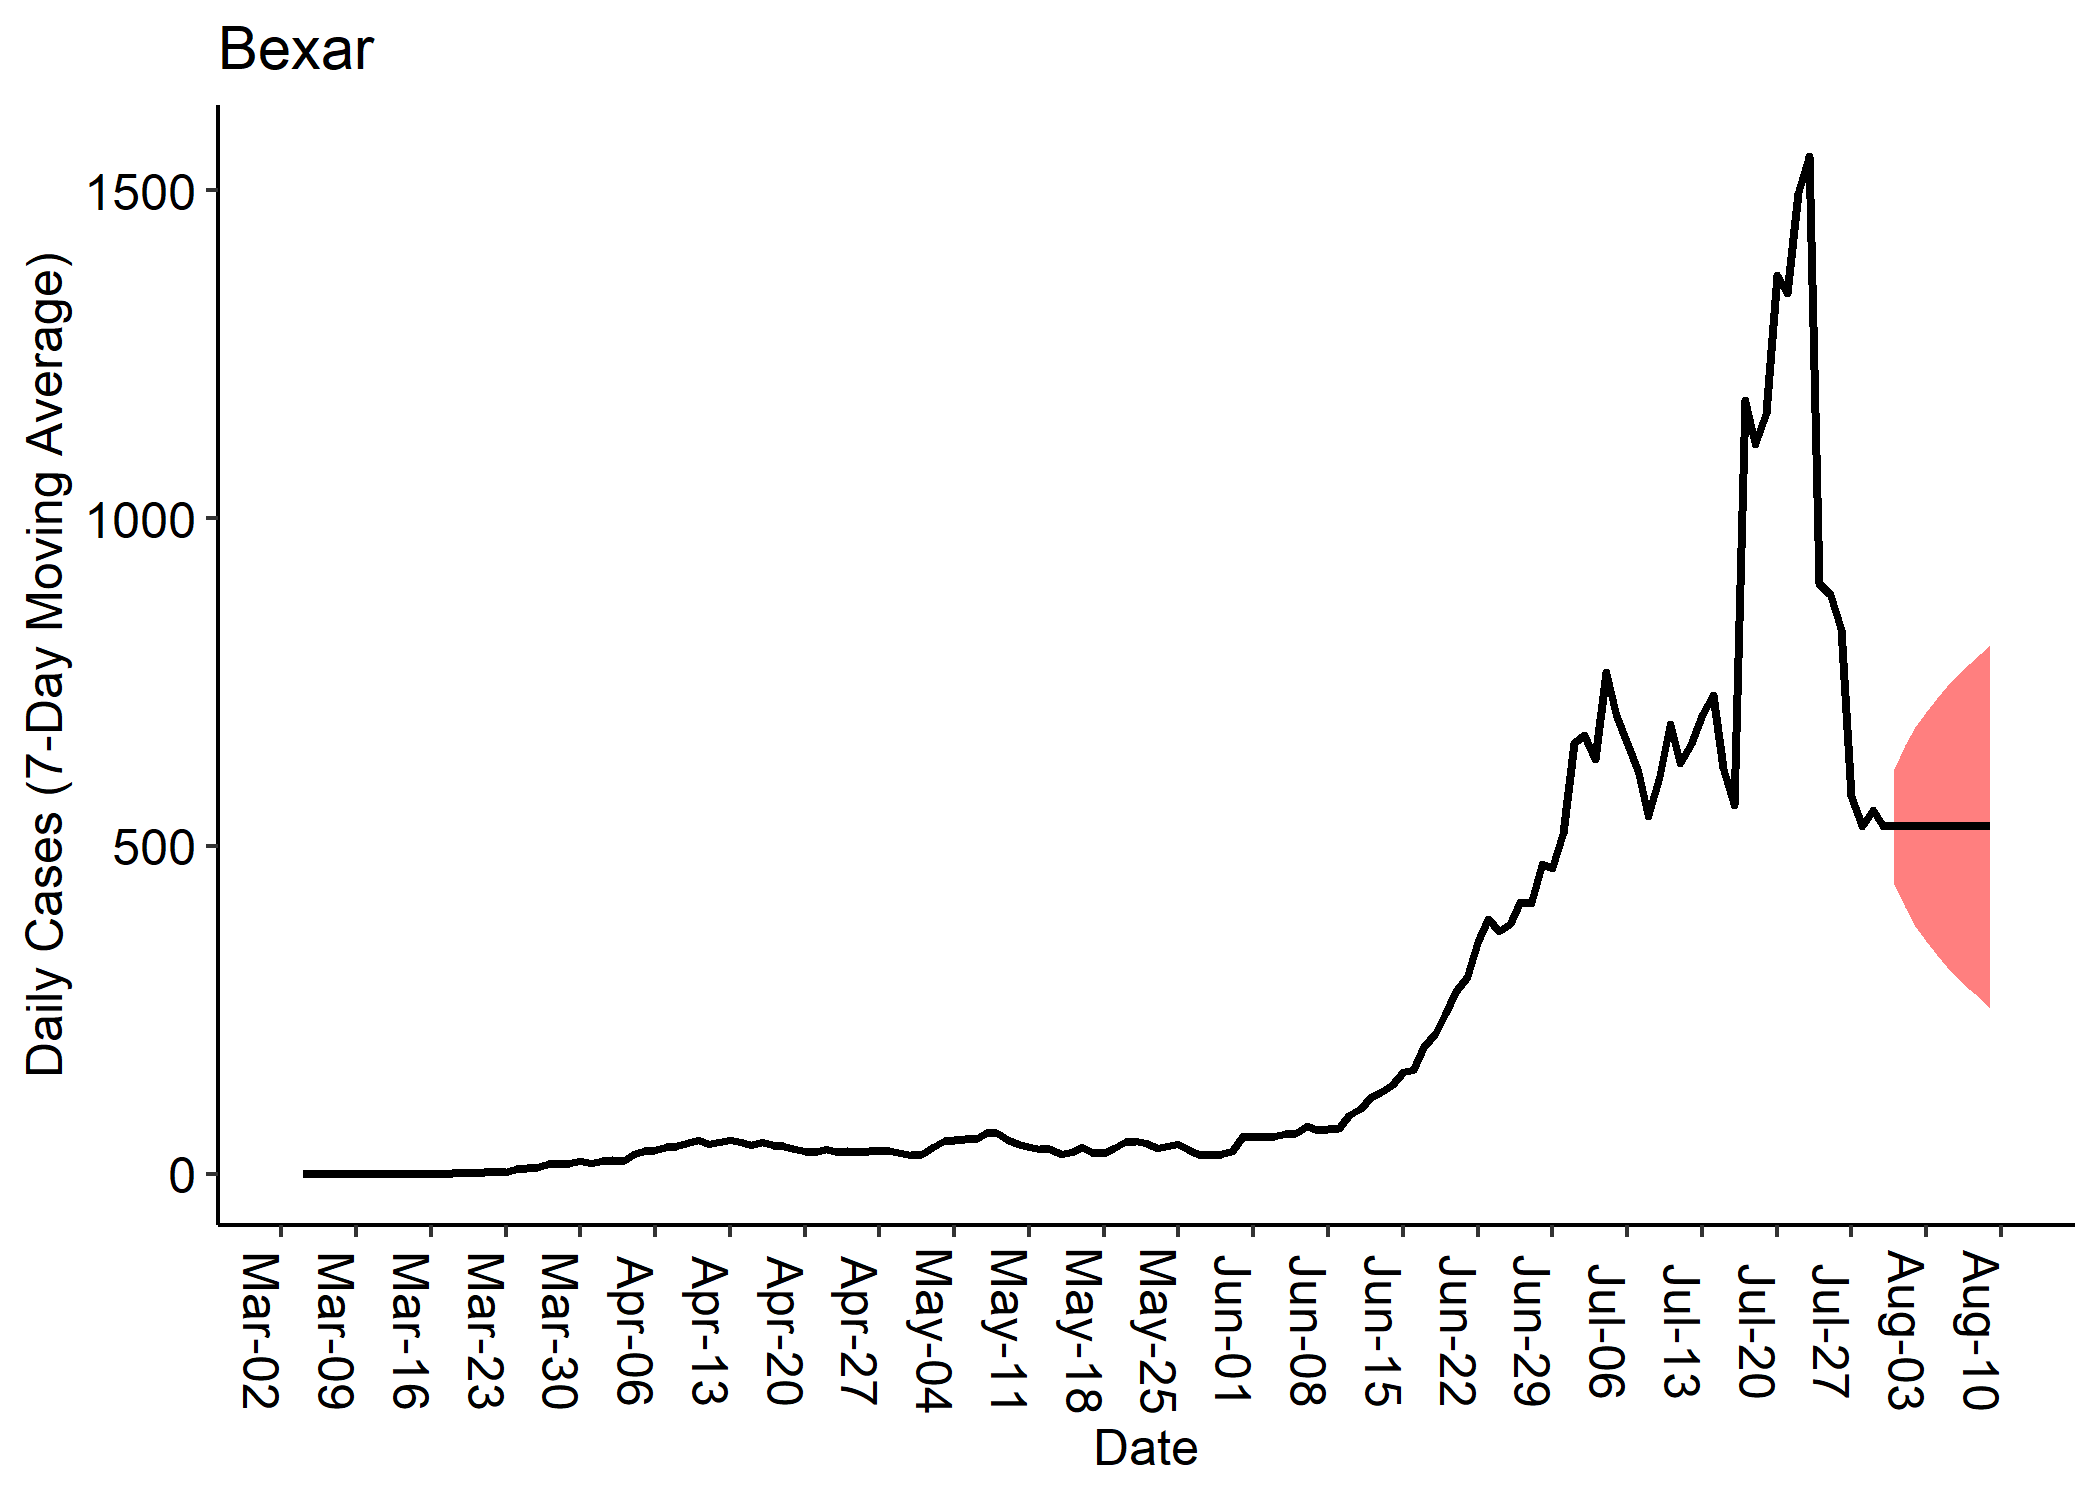 Bexar
Daily Cases (7-Day Moving Average)
1500
1000
500
0
Mar-02
Mar-09
Mar-16
Mar-23
Mar-30
Apr-06
Apr-13
Apr-20
Apr-27
May-04
May-11
May-18
May-25
Jun-01
Jun-08
Jun-15
Jun-22
Jun-29
Jul-06
Jul-13
Jul-20
Jul-27
Aug-03
Aug-10
Date